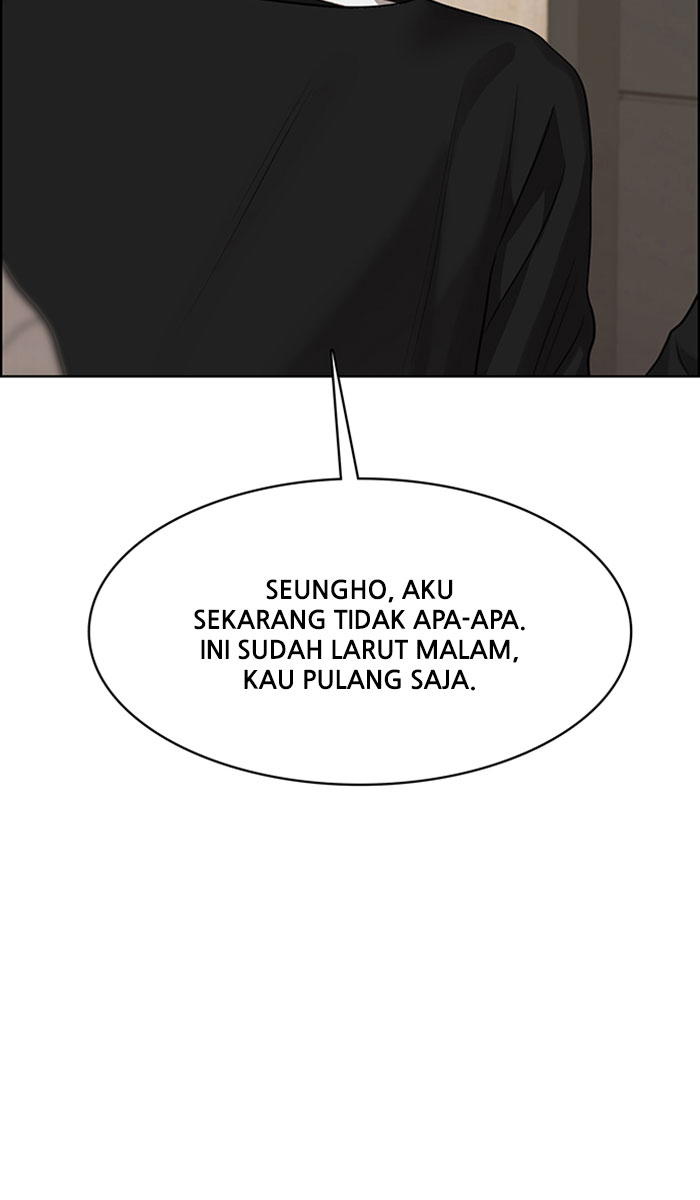 SEUNGHO, AKU
SEKARANG TIDAK APA-APA.
INI SUDAH LARUT MALAM,
KAU PULANG SAJA.